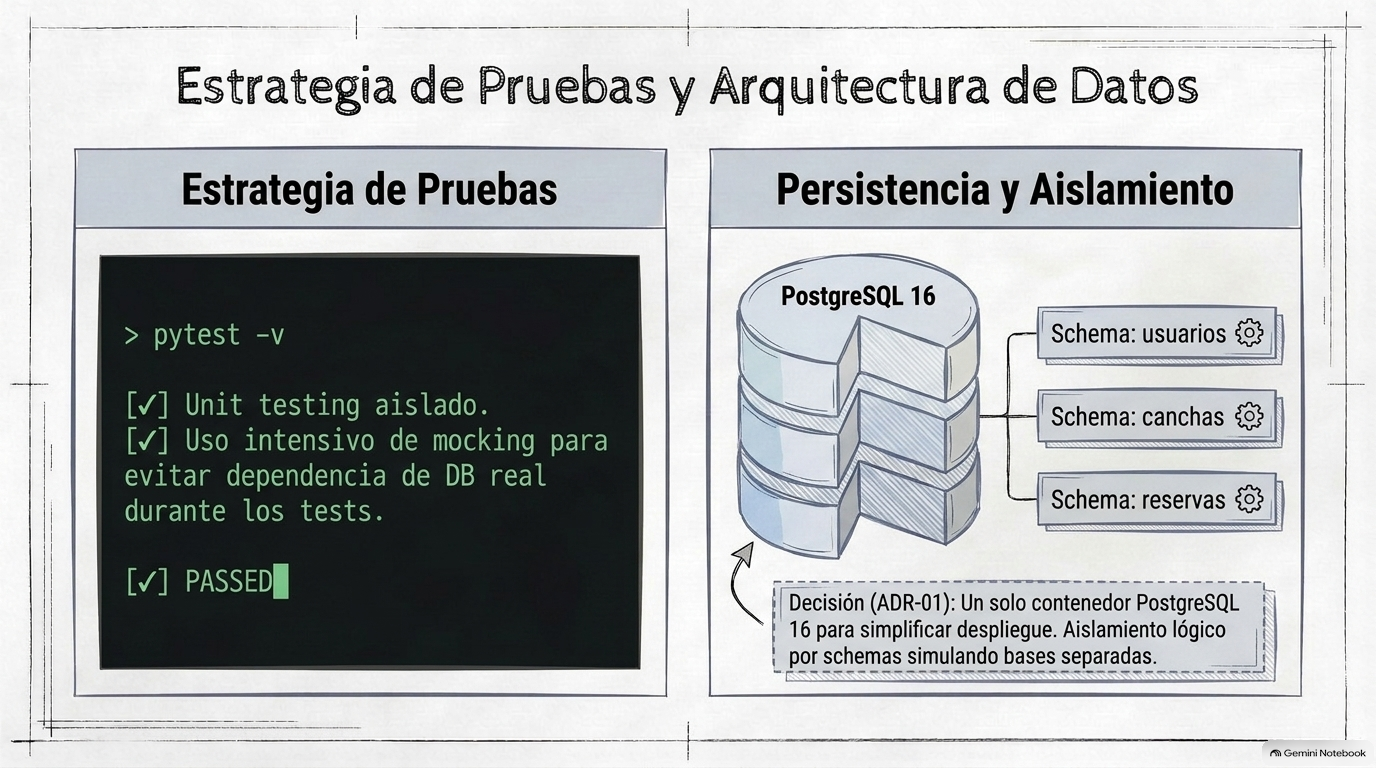 Estrategia de Pruebas y Arquitectura de Datos
Estrategia de Pruebas
> pytest –v
[✓] Unit testing aislado.
[✓] Uso intensivo de mocking para
evitar dependencia de DB real
durante los tests.
[✓] PASSED
Persistencia y Aislamiento
PostgreSQL 16
Schema: usuarios
Schema: canchas
Schema: reservas
Decisión (ADR-01): Un solo contenedor PostgreSQL
16 para simplificar despliegue. Aislamiento lógico
por schemas simulando bases separadas.
Gemini Notebook